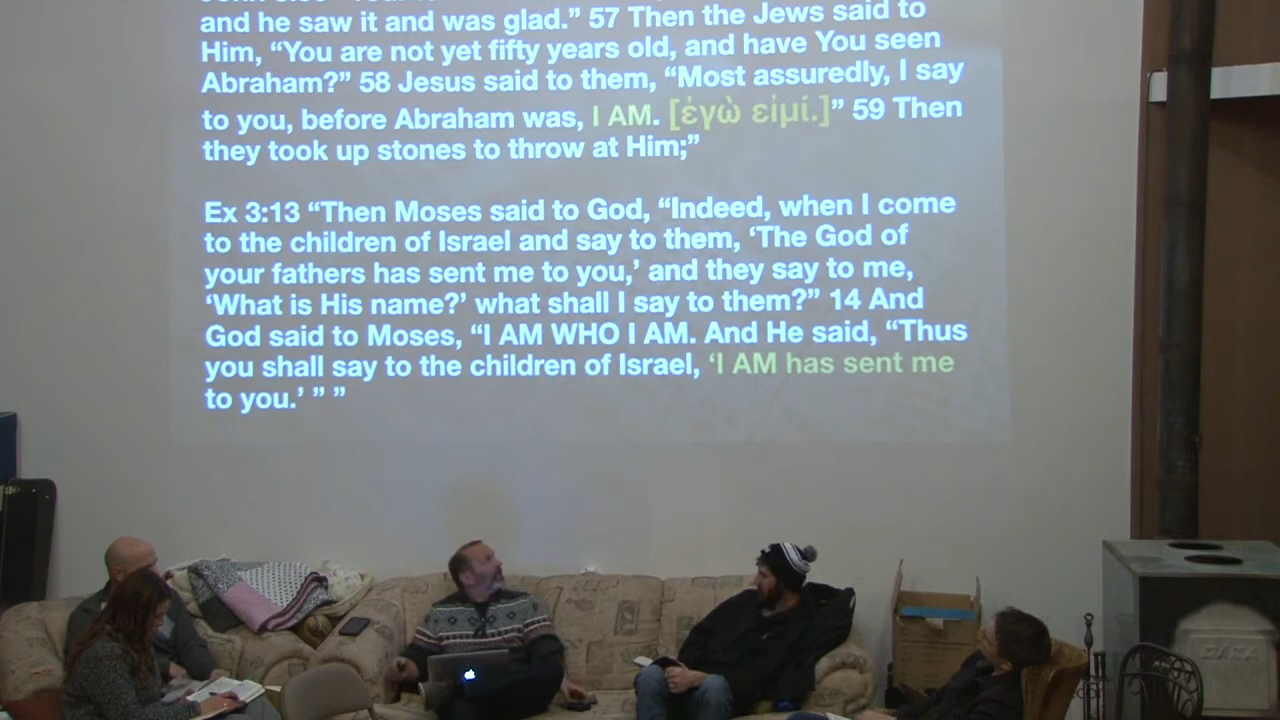 and he saw it and was glad.” 57 Then the Jews said to
Him, “You are not yet fifty years old, and have You seen
Abraham?” 58 Jesus said to them, “Most assuredly, I say
to you, before Abraham was, I AM. [ἐγὼ εἰμί.]” 59 Then
they took up stones to throw at Him;”
Ex 3:13 “Then Moses said to God, “Indeed, when I come
to the children of Israel and say to them, ‘The God of
your fathers has sent me to you,’ and they say to me,
‘What is His name?’ what shall I say to them?” 14 And
God said to Moses, “I AM WHO I AM. And He said, “Thus
you shall say to the children of Israel, ‘I AM has sent me
to you.’ ” ”